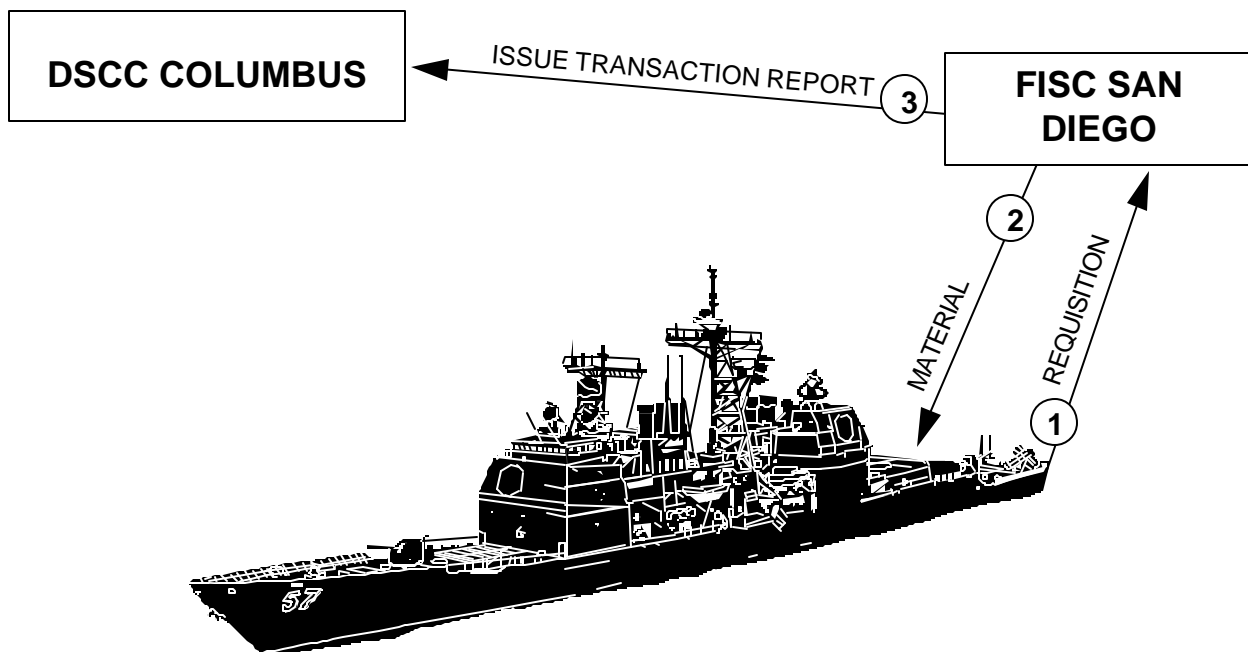 DSCC COLUMBUS
ISSUE TRANSACTION REPORT
3
FISC SAN
DIEGO
2
MATERIAL
REQUISITION
1
57